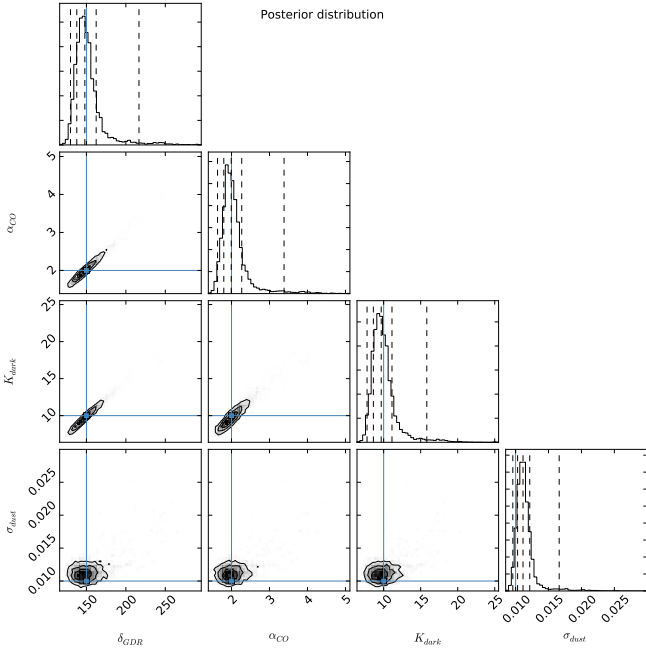 Posterior distribution
α_CO
5
4
3
2
K_dark
25
20
15
10
σ_dust
0.025
0.020
0.015
0.010
150 200 250
δ_GDR
2 3 4 5
α_CO
10 15 20 25
K_dark
0.010 0.015 0.020 0.025
σ_dust